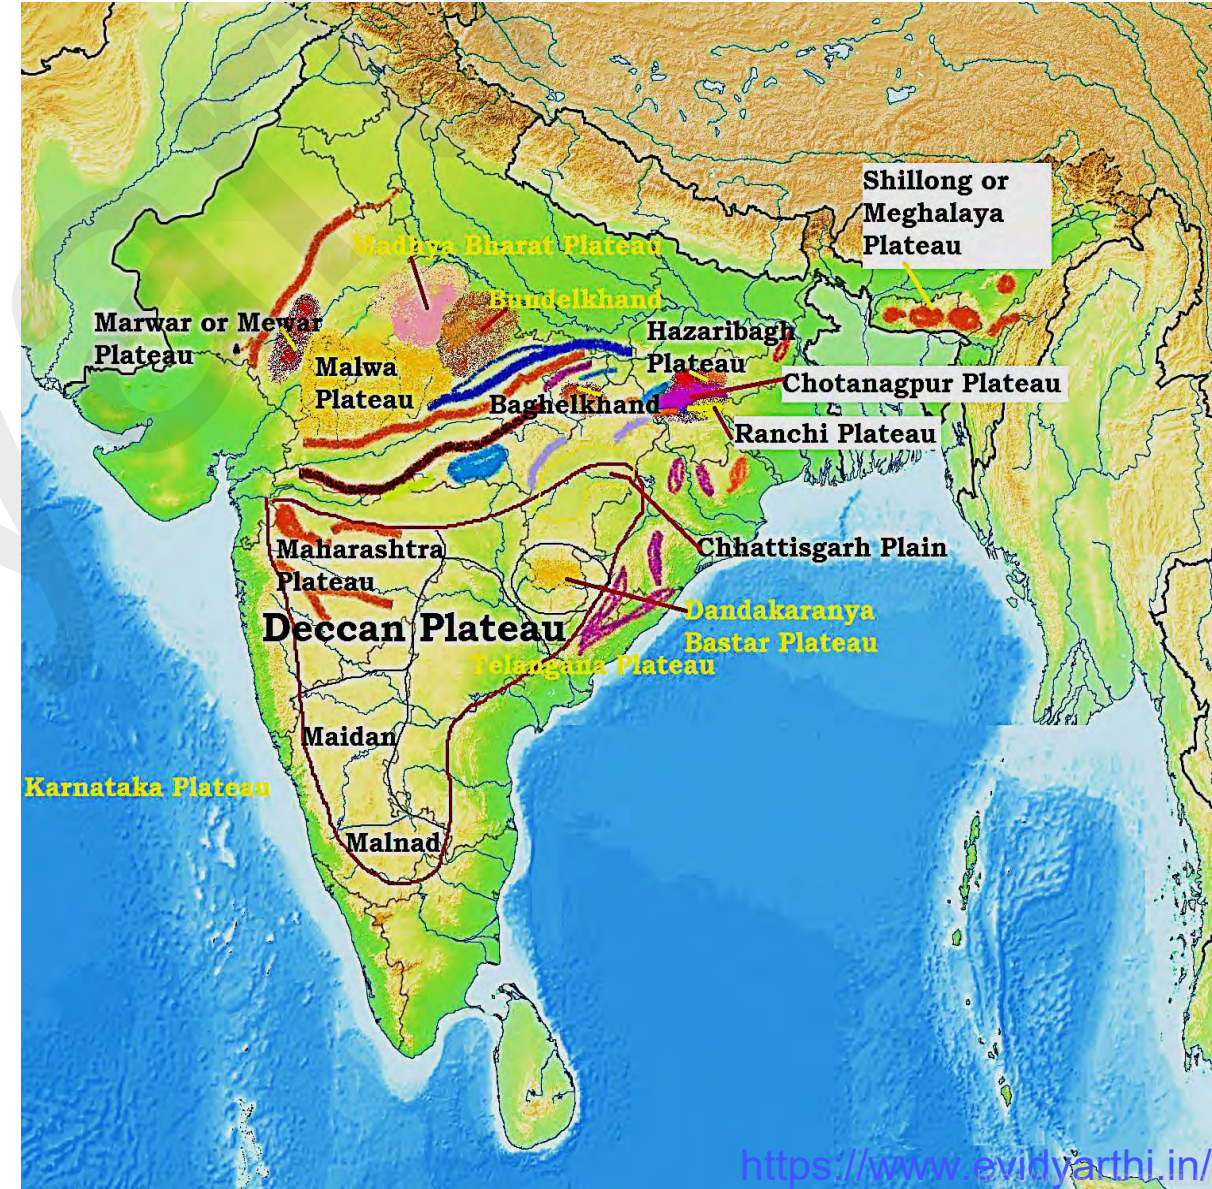 Shillong or
Meghalaya
Plateau
Madhya Bharat Plateau
Bundelkhand
Marwar or Mewar
Plateau
Hazaribagh
Plateau
Malwa
Plateau
Chotanagpur Plateau
Baghelkhand
Ranchi Plateau
Maharashtra
Plateau
Chhattisgarh Plain
Deccan Plateau
Dandakaranya
Bastar Plateau
Telangana Plateau
Maidan
Karnataka Plateau
Malnad
https://www.evidyarthi.in/